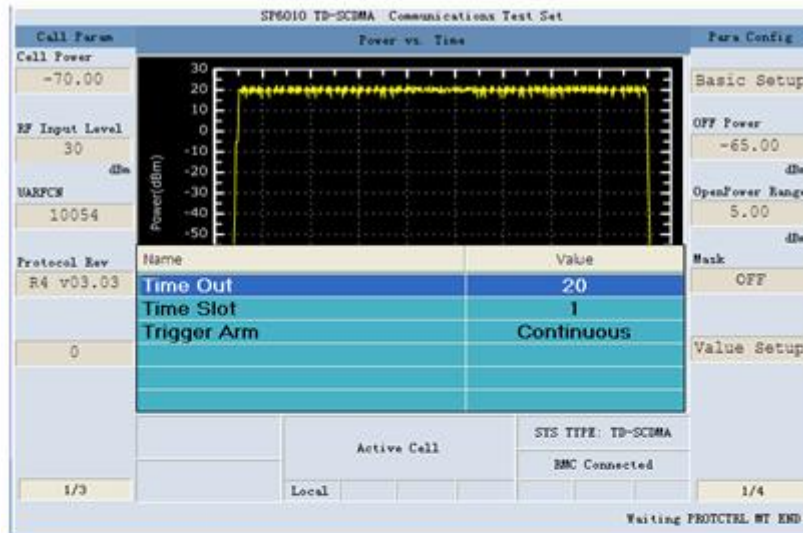 SP6010 TD-SCDMA Communications Test Set
Call Param
Power vs. Time
Para Config
Cell Power
-70.00
RF Input Level
30
dBm
UARFCN
10054
Protocol Rev
R4 v03.03
0
1/3
Power(dBm)
30
20
10
0
-10
-20
-30
-40
-50
Name Value
Time Out 20
Time Slot 1
Trigger Arm Continuous
Active Cell
SYS TYPE: TD-SCDMA
RMC Connected
Local
Basic Setup
OFF Power
-65.00
dBm
OpenPower Range
5.00
dBm
Mask
OFF
Value Setup
1/4
Waiting PROTCTRL MT END